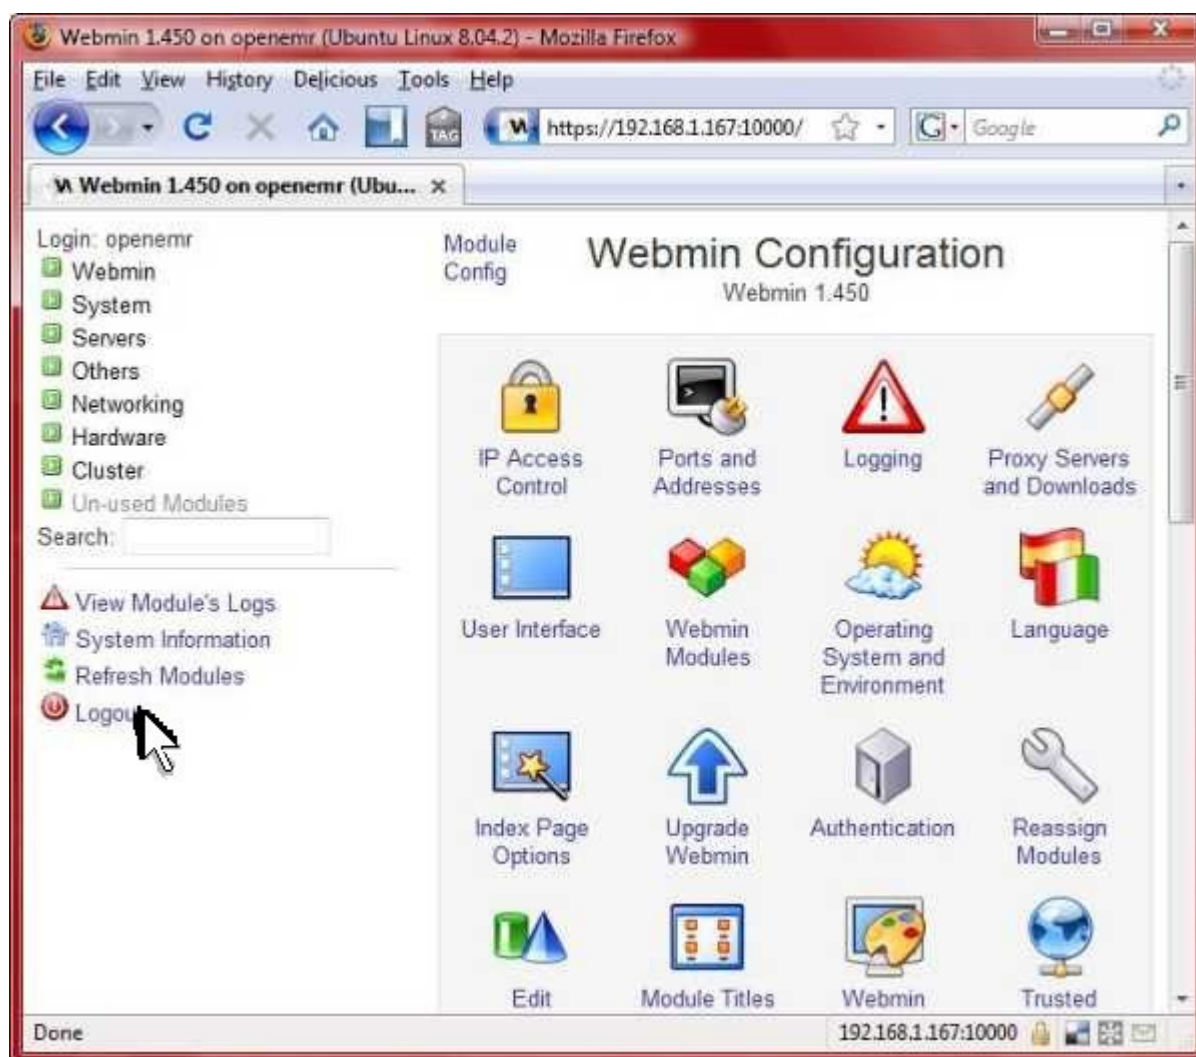 Webmin 1.450 on openemr (Ubuntu Linux 8.04.2) - Mozilla Firefox
File Edit View History Delicious Tools Help
TAG https://192.168.1.167:10000/ G Google
Webmin 1.450 on openemr (Ubu...
Login: openemr
Webmin
System
Servers
Others
Networking
Hardware
Cluster
Un-used Modules
Search:
View Module's Logs
System Information
Refresh Modules
Logou
Module
Config
Webmin Configuration
Webmin 1.450
IP Access
Control
Ports and
Addresses
Logging
Proxy Servers
and Downloads
User Interface
Webmin
Modules
Operating
System and
Environment
Language
Index Page
Options
Upgrade
Webmin
Authentication
Reassign
Modules
Edit
Module Titles
Webmin
Trusted
Done
192.168.1.167:10000